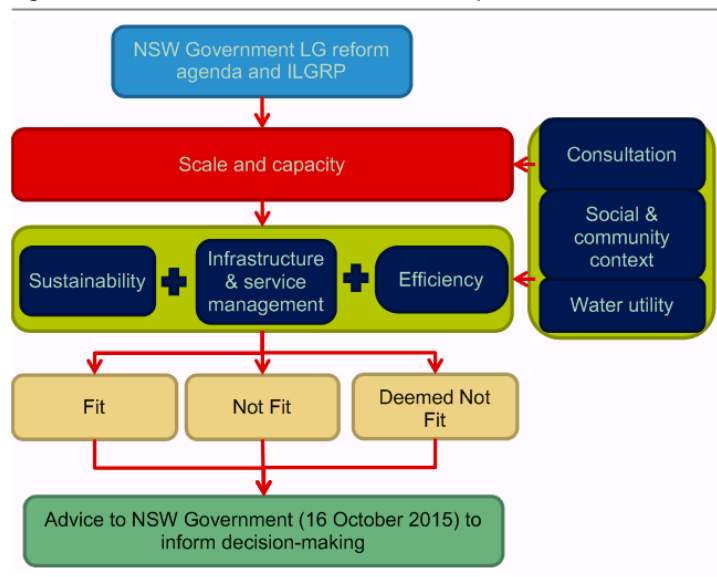 NSW Government LG reform
agenda and ILGRP
Scale and capacity
Consultation
Social &
community
context
Water utility
Sustainability
Infrastructure
& service
management
Efficiency
Fit
Not Fit
Deemed Not
Fit
Advice to NSW Government (16 October 2015) to
inform decision-making